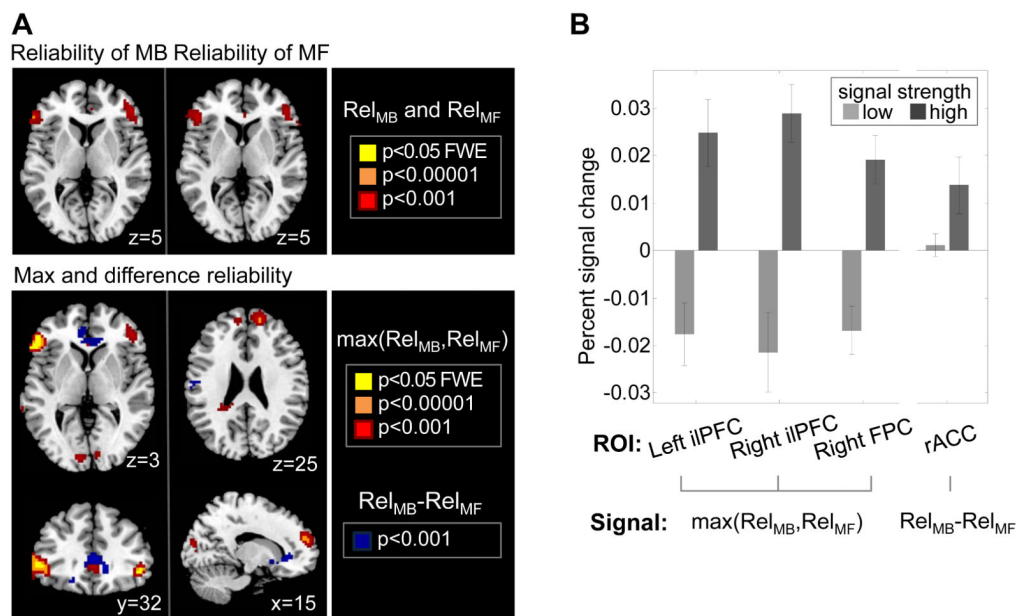 A
Reliability of MB Reliability of MF
z=5
z=5
RelMB and RelMF
p<0.05 FWE
p<0.00001
p<0.001
Max and difference reliability
z=3
z=25
y=32
x=15
max(RelMB,RelMF)
p<0.05 FWE
p<0.00001
p<0.001
RelMB-RelMF
p<0.001
B
signal strength
low high
Percent signal change
0.03
0.02
0.01
0
-0.01
-0.02
-0.03
ROI: Left ilPFC Right ilPFC Right FPC rACC
Signal: max(RelMB,RelMF) RelMB-RelMF